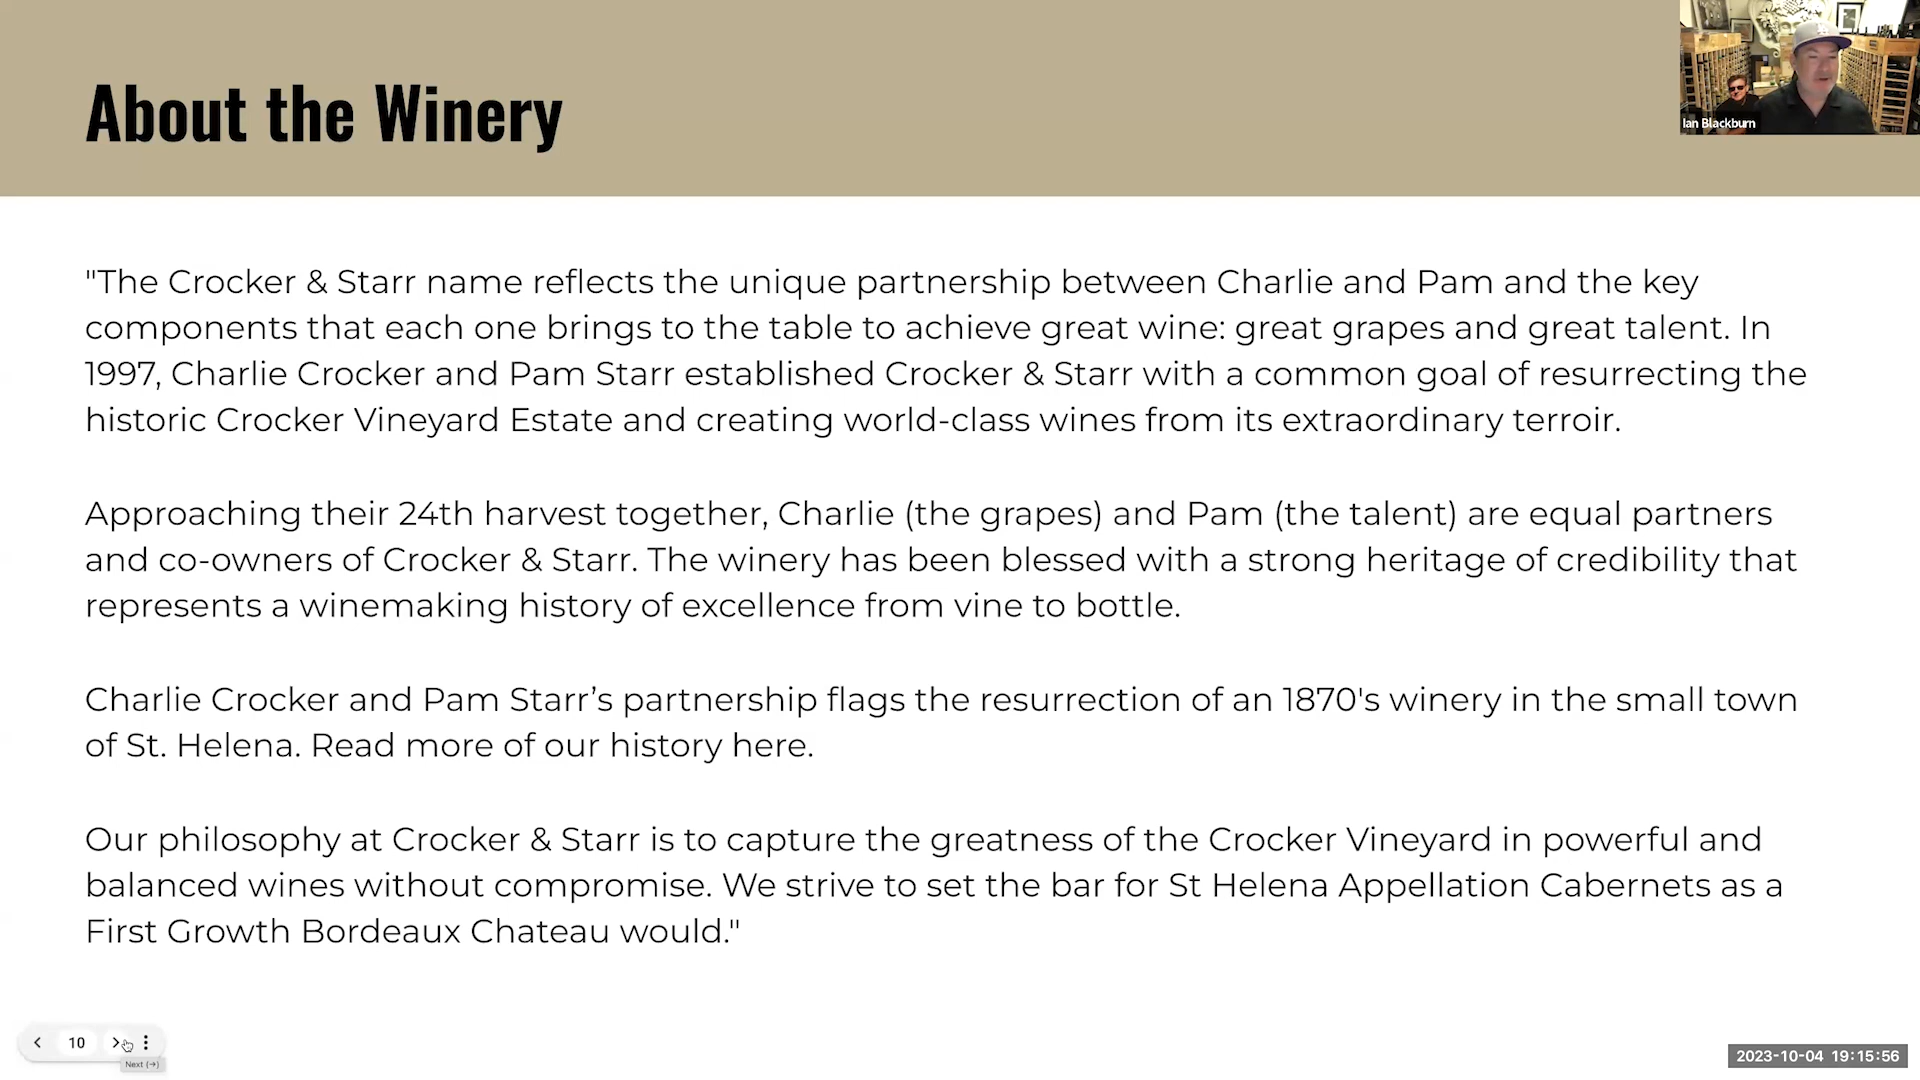 About the Winery
Ian Blackburn
"The Crocker & Starr name reflects the unique partnership between Charlie and Pam and the key
components that each one brings to the table to achieve great wine: great grapes and great talent. In
1997, Charlie Crocker and Pam Starr established Crocker & Starr with a common goal of resurrecting the
historic Crocker Vineyard Estate and creating world-class wines from its extraordinary terroir.
Approaching their 24th harvest together, Charlie (the grapes) and Pam (the talent) are equal partners
and co-owners of Crocker & Starr. The winery has been blessed with a strong heritage of credibility that
represents a winemaking history of excellence from vine to bottle.
Charlie Crocker and Pam Starr’s partnership flags the resurrection of an 1870's winery in the small town
of St. Helena. Read more of our history here.
Our philosophy at Crocker & Starr is to capture the greatness of the Crocker Vineyard in powerful and
balanced wines without compromise. We strive to set the bar for St Helena Appellation Cabernets as a
First Growth Bordeaux Chateau would."
10
Next (→)
2023-10-04 19:15:56